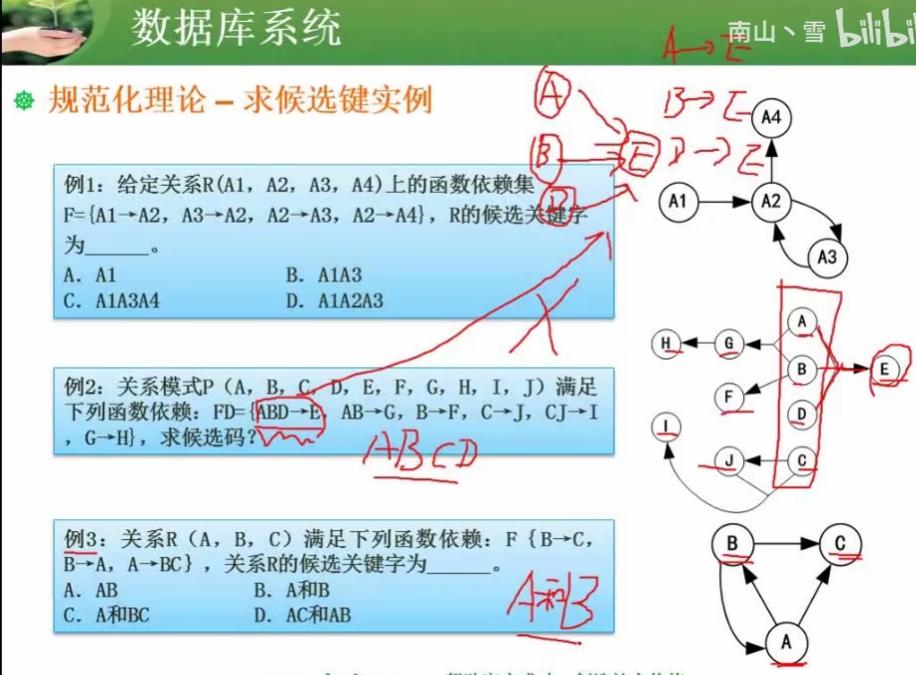 数据库系统
南山丶雪 bilibi
规范化理论 – 求候选键实例
A→E
B→E
D→E
A
B
D
E
例1: 给定关系R(A1, A2, A3, A4)上的函数依赖集
F={A1→A2, A3→A2, A2→A3, A2→A4}, R的候选关键字
为______。
A. A1 B. A1A3
C. A1A3A4 D. A1A2A3
A4
A1 A2
A3
例2: 关系模式P (A, B, C, D, E, F, G, H, I, J) 满足
下列函数依赖: FD={ABD→E, AB→G, B→F, C→J, CJ→I
, G→H}, 求候选码?
ABCD
A
H G
B E
F
D
I
J C
例3: 关系R (A, B, C) 满足下列函数依赖: F {B→C,
B→A, A→BC}, 关系R的候选关键字为______。
A. AB B. A和B
C. A和BC D. AC和AB
A和B
B C
A